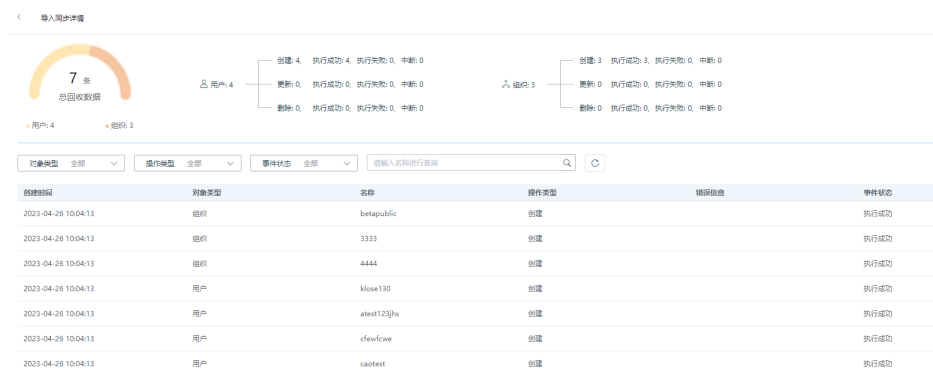 导入同步详情
7 条
总回收数据
用户: 4
组织: 3
用户: 4
创建: 4, 执行成功: 4, 执行失败: 0, 中断: 0
更新: 0, 执行成功: 0, 执行失败: 0, 中断: 0
删除: 0, 执行成功: 0, 执行失败: 0, 中断: 0
组织: 3
创建: 3 执行成功: 3, 执行失败: 0, 中断: 0
更新: 0 执行成功: 0, 执行失败: 0, 中断: 0
删除: 0 执行成功: 0, 执行失败: 0, 中断: 0
对象类型 全部 操作类型 全部 事件状态 全部 请输入名称进行查询
创建时间 对象类型 名称 操作类型 错误信息 事件状态
2023-04-26 10:04:13 组织 betapublic 创建 执行成功
2023-04-26 10:04:13 组织 3333 创建 执行成功
2023-04-26 10:04:13 组织 4444 创建 执行成功
2023-04-26 10:04:13 用户 klose130 创建 执行成功
2023-04-26 10:04:13 用户 atest123jhs 创建 执行成功
2023-04-26 10:04:13 用户 cfewfcwe 创建 执行成功
2023-04-26 10:04:13 用户 caotest 创建 执行成功